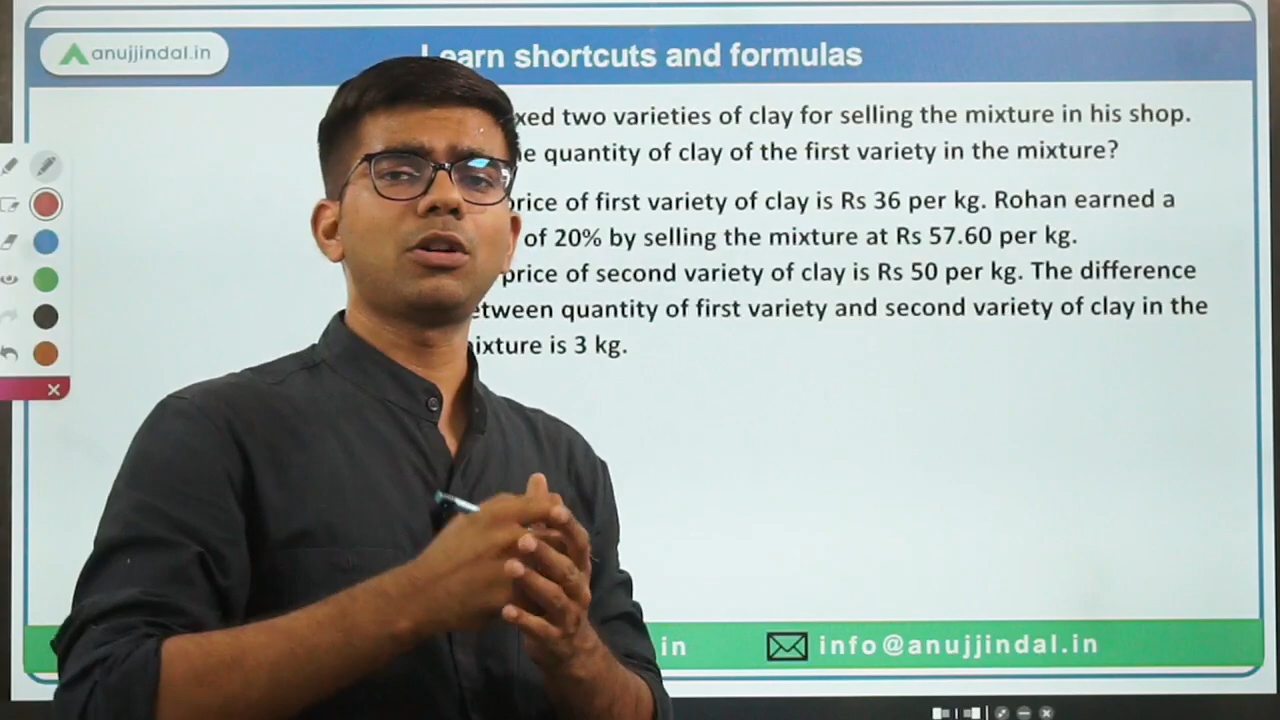 anujjindal.in
Learn shortcuts and formulas
two varieties of clay for selling the mixture in his shop.
quantity of clay of the first variety in the mixture?
of first variety of clay is Rs 36 per kg. Rohan earned a
of 20% by selling the mixture at Rs 57.60 per kg.
price of second variety of clay is Rs 50 per kg. The difference
quantity of first variety and second variety of clay in the
is 3 kg.
in
info@anujjindal.in